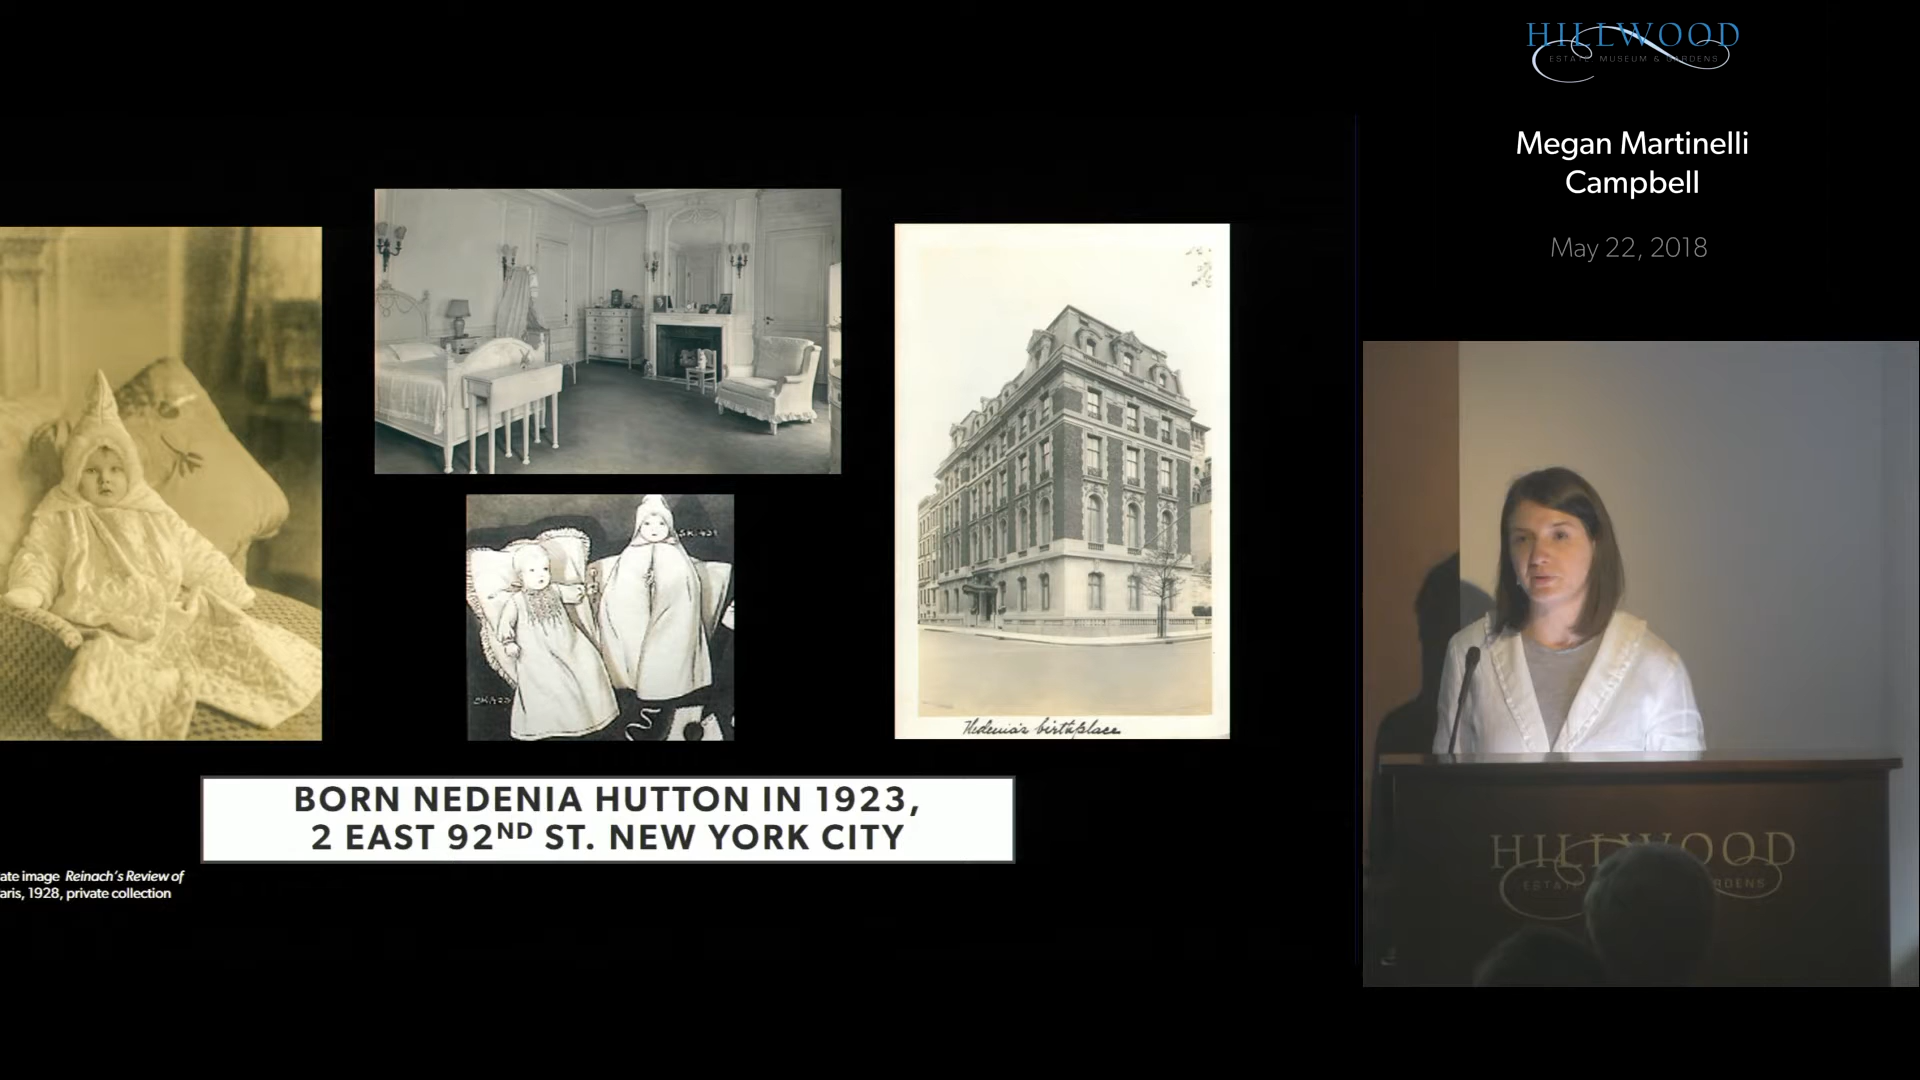 HILLWOOD
ESTATE, MUSEUM & GARDENS
Megan Martinelli
Campbell
May 22, 2018
SK 421
SK 423
Nedenia's birthplace
BORN NEDENIA HUTTON IN 1923,
2 EAST 92ND ST. NEW YORK CITY
ate image Reinach's Review of
aris, 1928, private collection
HILLWOOD
ESTATE
RDENS